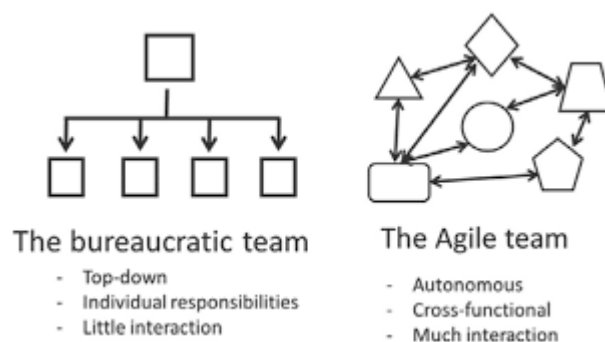 The bureaucratic team
- Top-down
- Individual responsibilities
- Little interaction
The Agile team
- Autonomous
- Cross-functional
- Much interaction